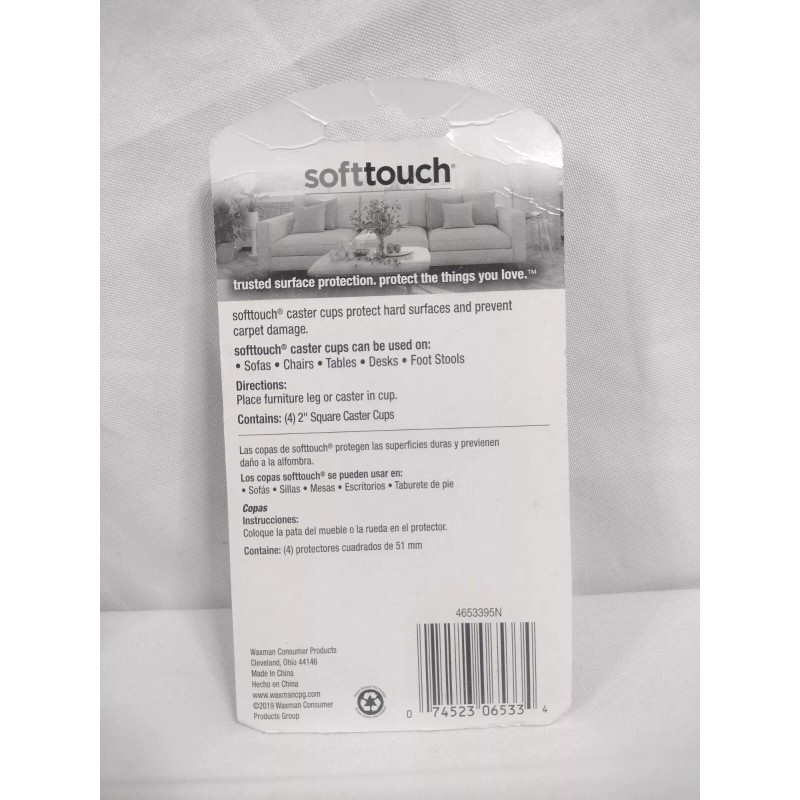 softtouch®
trusted surface protection. protect the things you love.™
softtouch® caster cups protect hard surfaces and prevent
carpet damage.
softtouch® caster cups can be used on:
• Sofas • Chairs • Tables • Desks • Foot Stools
Directions:
Place furniture leg or caster in cup.
Contains: (4) 2" Square Caster Cups
Las copas de softtouch® protegen las superficies duras y previenen
daño a la alfombra.
Los copas softtouch® se pueden usar en:
• Sofás • Sillas • Mesas • Escritorios • Taburete de pie
Copas
Instrucciones:
Coloque la pata del mueble o la rueda en el protector.
Containe: (4) protectores cuadrados de 51 mm
4653395N
Waxman Consumer Products
Cleveland, Ohio 44146
Made In China
Hecho en China
www.waxmancpg.com
©2019 Waxman Consumer
Products Group
0 74523 06533 4